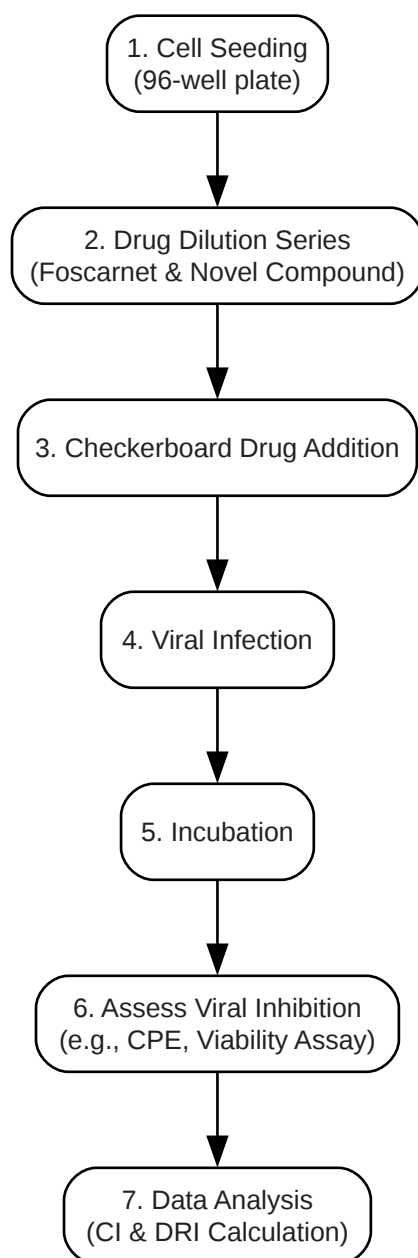 1. Cell Seeding
(96-well plate)
2. Drug Dilution Series
(Foscarnet & Novel Compound)
3. Checkerboard Drug Addition
4. Viral Infection
5. Incubation
6. Assess Viral Inhibition
(e.g., CPE, Viability Assay)
7. Data Analysis
(CI & DRI Calculation)